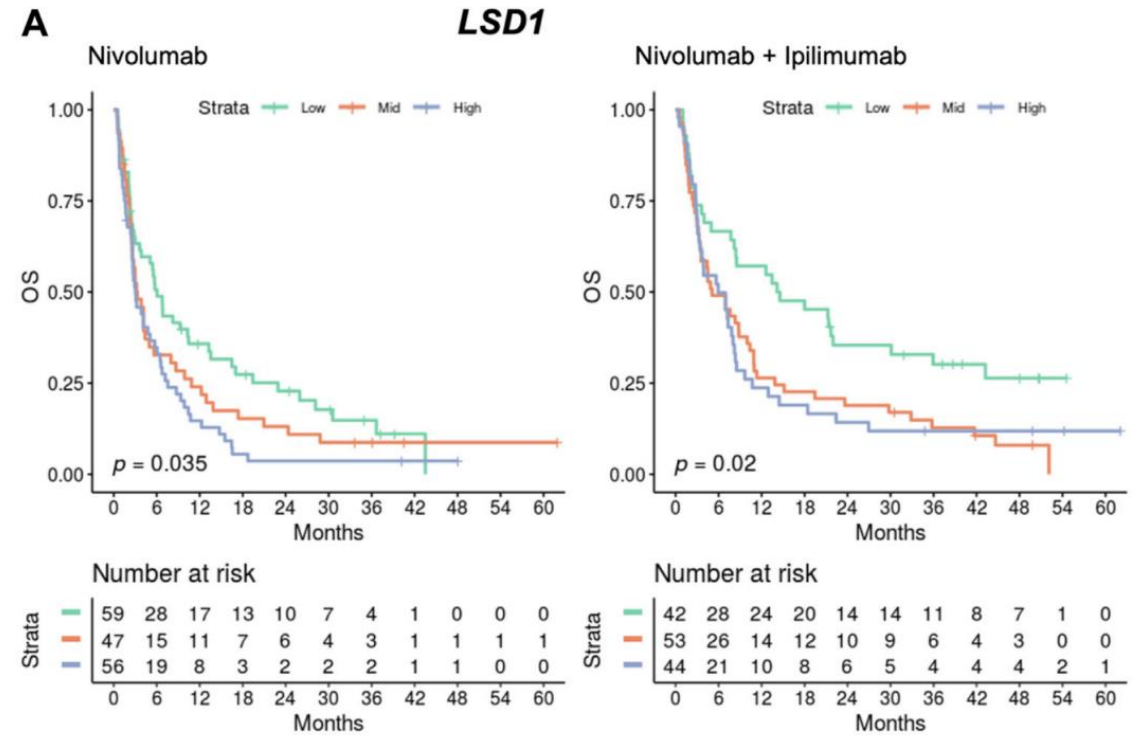 A
LSD1
Nivolumab
Strata Low Mid High
1.00
0.75
0.50
0.25
0.00
OS
p = 0.035
0 6 12 18 24 30 36 42 48 54 60
Months
Number at risk
Strata
59 28 17 13 10 7 4 1 0 0 0
47 15 11 7 6 4 3 1 1 1 1
56 19 8 3 2 2 2 1 1 0 0
0 6 12 18 24 30 36 42 48 54 60
Months
Nivolumab + Ipilimumab
Strata Low Mid High
1.00
0.75
0.50
0.25
0.00
OS
p = 0.02
0 6 12 18 24 30 36 42 48 54 60
Months
Number at risk
Strata
42 28 24 20 14 14 11 8 7 1 0
53 26 14 12 10 9 6 4 3 0 0
44 21 10 8 6 5 4 4 4 2 1
0 6 12 18 24 30 36 42 48 54 60
Months